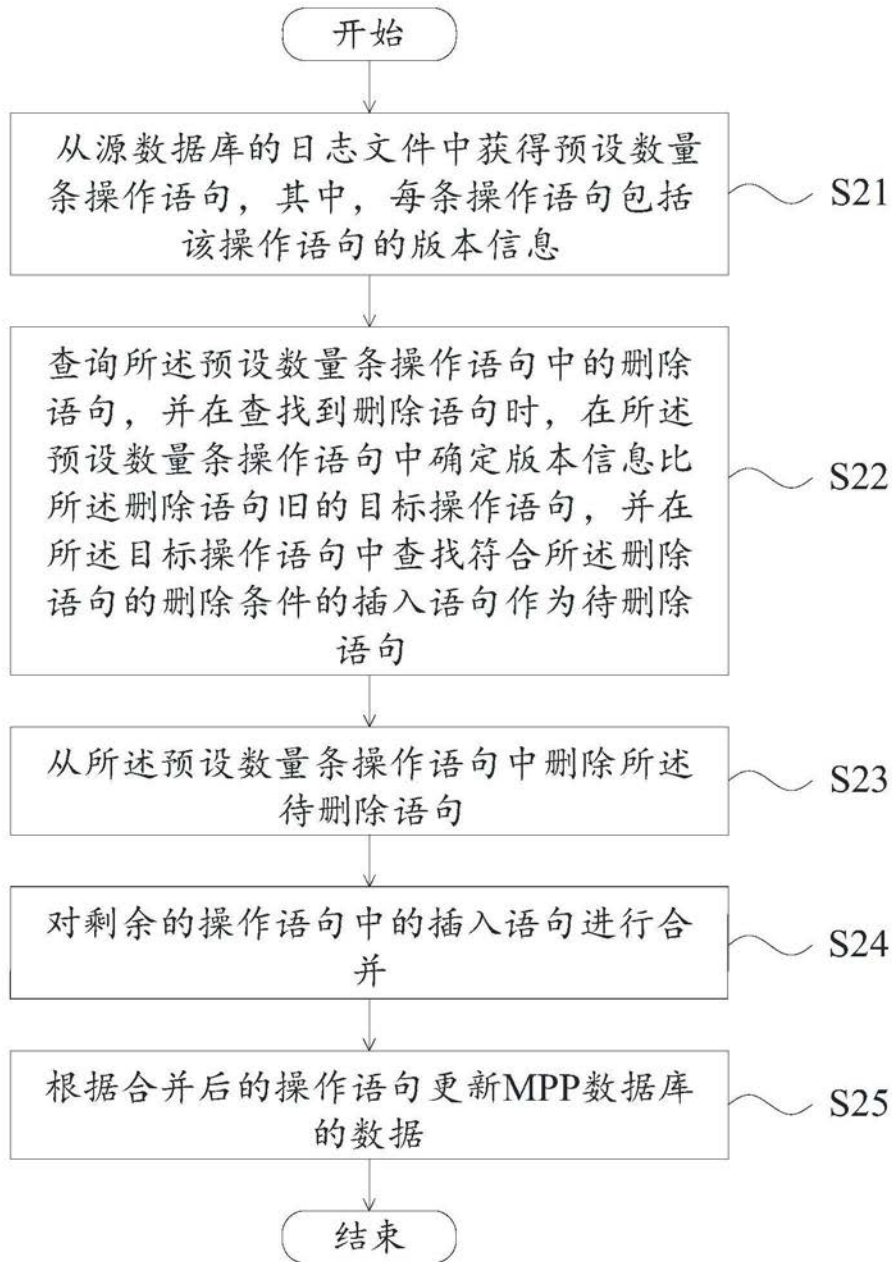 开始
从源数据库的日志文件中获得预设数量
条操作语句，其中，每条操作语句包括
该操作语句的版本信息
S21
查询所述预设数量条操作语句中的删除
语句，并在查找到删除语句时，在所述
预设数量条操作语句中确定版本信息比
所述删除语句旧的目标操作语句，并在
所述目标操作语句中查找符合所述删除
语句的删除条件的插入语句作为待删除
语句
S22
从所述预设数量条操作语句中删除所述
待删除语句
S23
对剩余的操作语句中的插入语句进行合
并
S24
根据合并后的操作语句更新MPP数据库
的数据
S25
结束